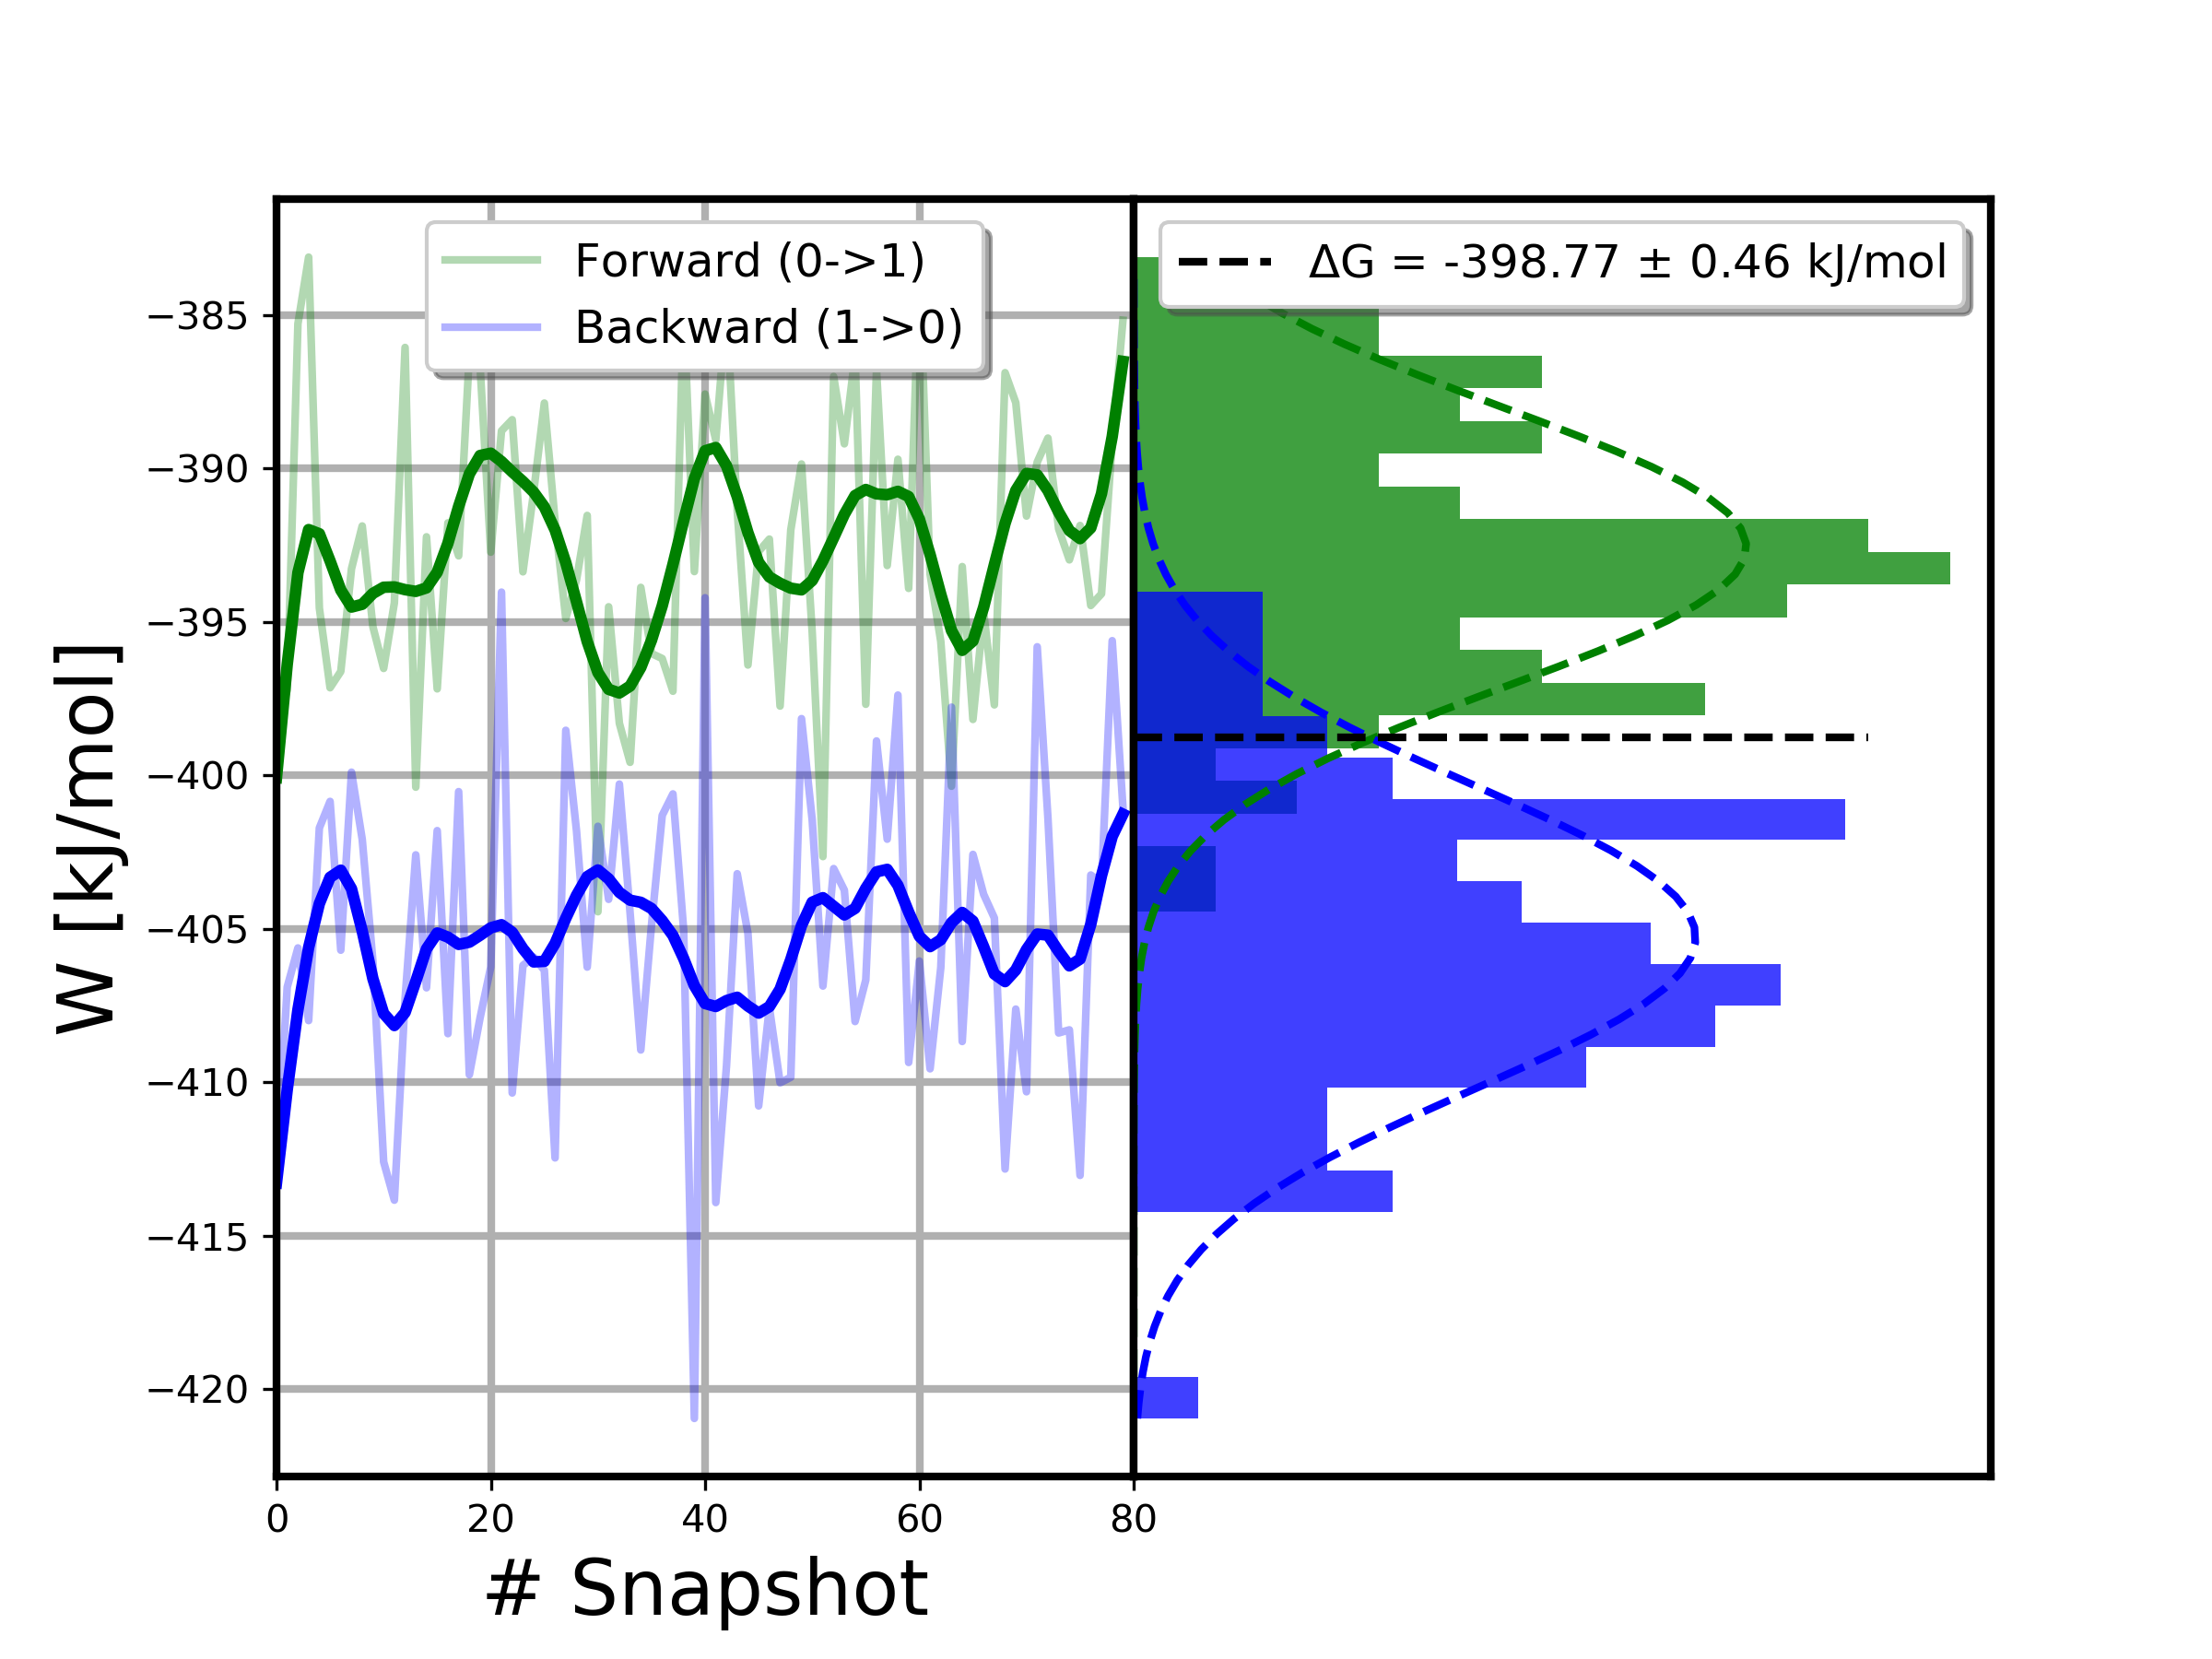 Forward (0->1)
Backward (1->0)
ΔG = -398.77 ± 0.46 kJ/mol
−385
−390
−395
−400
−405
−410
−415
−420
W [kJ/mol]
0 20 40 60 80
# Snapshot